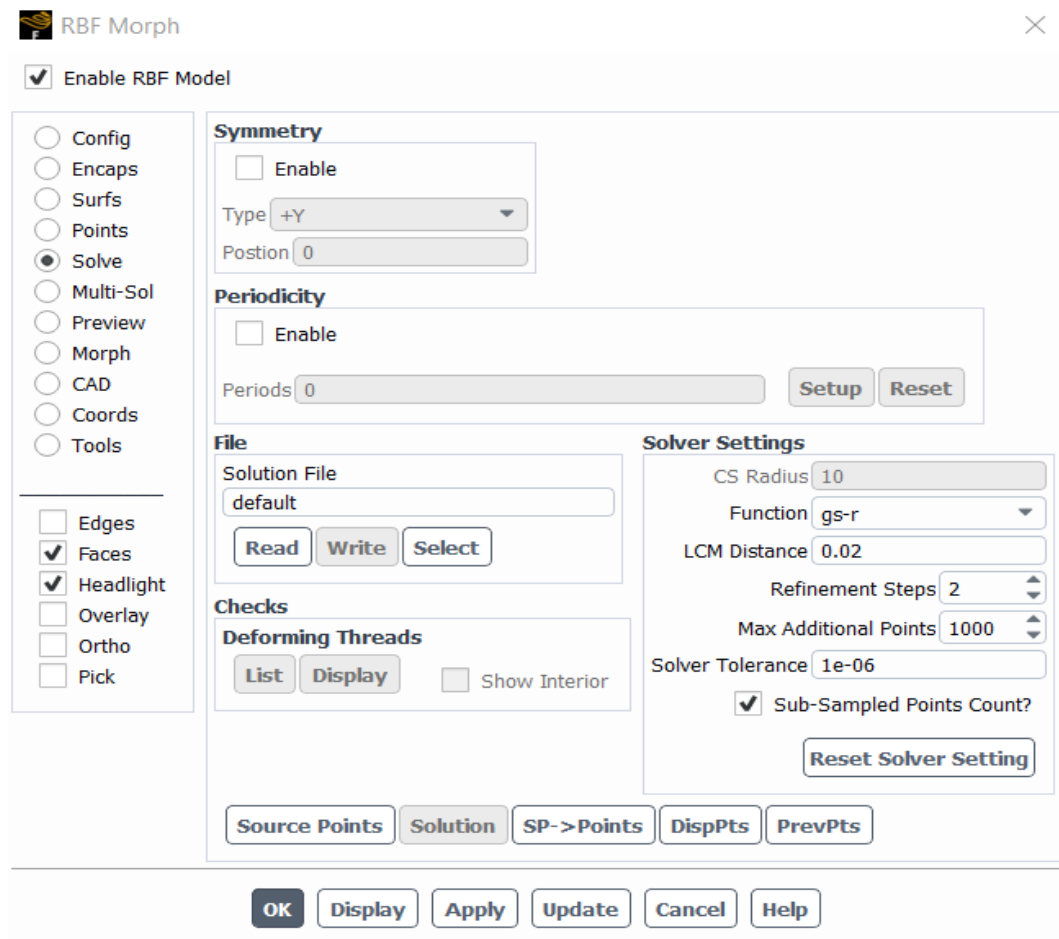 RBF Morph
Enable RBF Model
Config
Encaps
Surfs
Points
Solve
Multi-Sol
Preview
Morph
CAD
Coords
Tools
Edges
Faces
Headlight
Overlay
Ortho
Pick
Symmetry
Enable
Type +Y
Postion 0
Periodicity
Enable
Periods 0 Setup Reset
File
Solution File
default
Read Write Select
Checks
Deforming Threads
List Display Show Interior
Solver Settings
CS Radius 10
Function gs-r
LCM Distance 0.02
Refinement Steps 2
Max Additional Points 1000
Solver Tolerance 1e-06
Sub-Sampled Points Count?
Reset Solver Setting
Source Points Solution SP->Points DispPts PrevPts
OK Display Apply Update Cancel Help